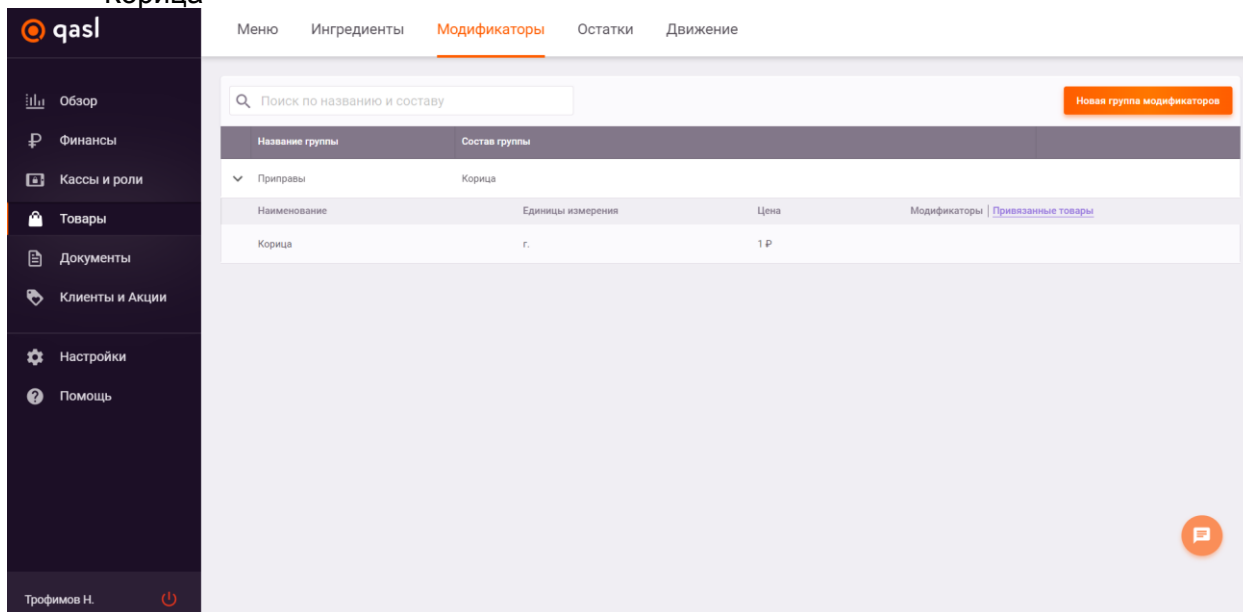 корица
qasl
Меню Ингредиенты Модификаторы Остатки Движение
Обзор
Финансы
Кассы и роли
Товары
Документы
Клиенты и Акции
Настройки
Помощь
Трофимов Н.
Поиск по названию и составу
Новая группа модификаторов
Название группы Состав группы
Приправы Корица
Наименование Единицы измерения Цена Модификаторы | Привязанные товары
Корица г. 1 ₽